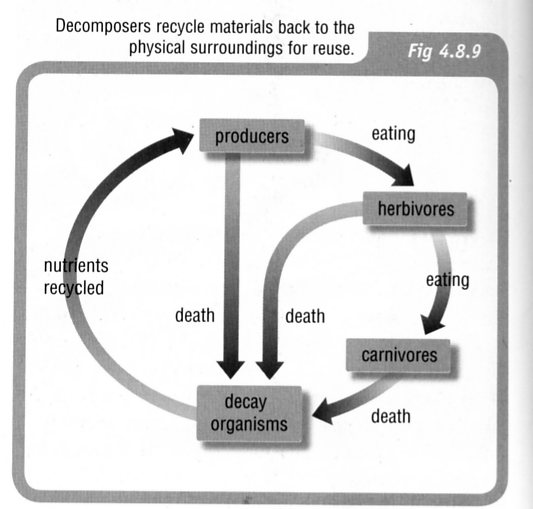 Decomposers recycle materials back to the
physical surroundings for reuse.
Fig 4.8.9
producers
eating
herbivores
nutrients
recycled
eating
death
death
carnivores
decay
organisms
death